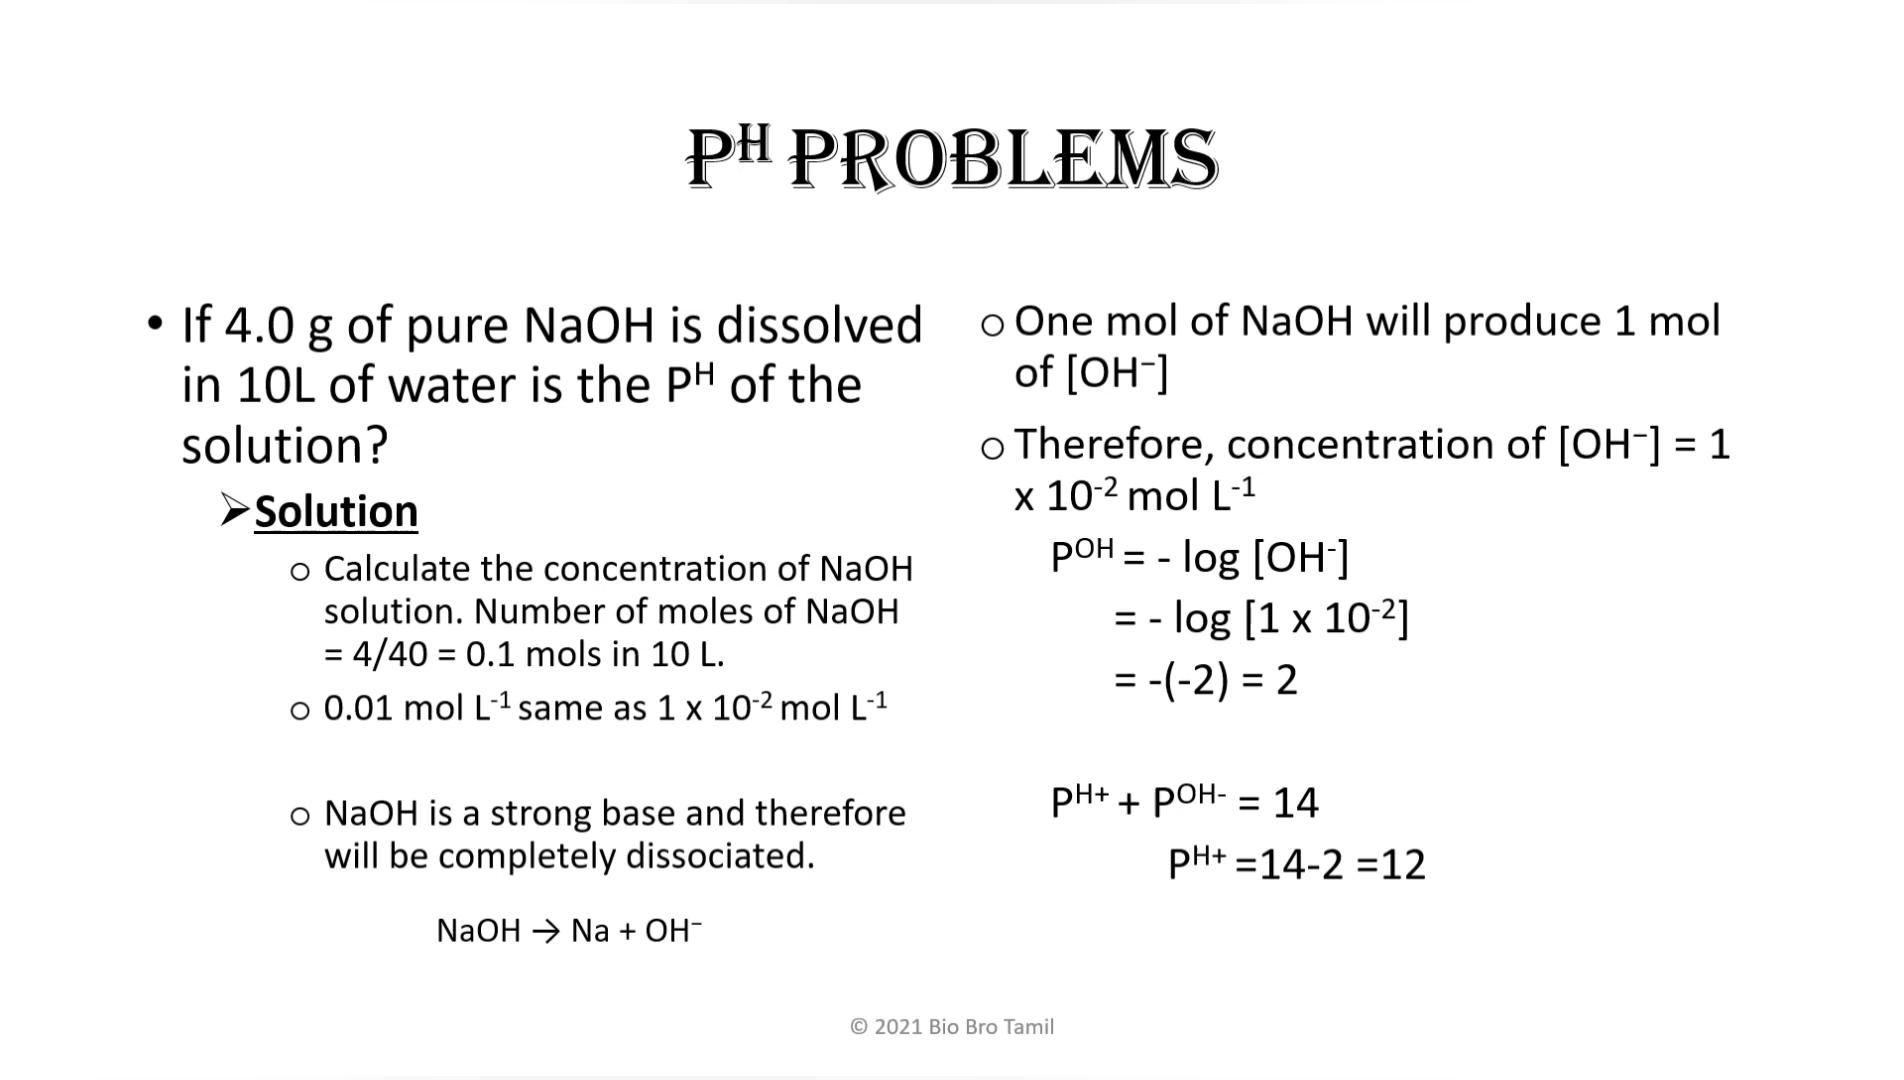 Pᴴ PROBLEMS
• If 4.0 g of pure NaOH is dissolved
in 10L of water is the Pᴴ of the
solution?
➢Solution
o Calculate the concentration of NaOH
solution. Number of moles of NaOH
= 4/40 = 0.1 mols in 10 L.
o 0.01 mol L⁻¹ same as 1 x 10⁻² mol L⁻¹
o NaOH is a strong base and therefore
will be completely dissociated.
NaOH → Na + OH⁻
o One mol of NaOH will produce 1 mol
of [OH⁻]
o Therefore, concentration of [OH⁻] = 1
x 10⁻² mol L⁻¹
Pᴼᴴ = - log [OH⁻]
= - log [1 x 10⁻²]
= -(-2) = 2
Pᴴ⁺ + Pᴼᴴ⁻ = 14
Pᴴ⁺ =14-2 =12
© 2021 Bio Bro Tamil